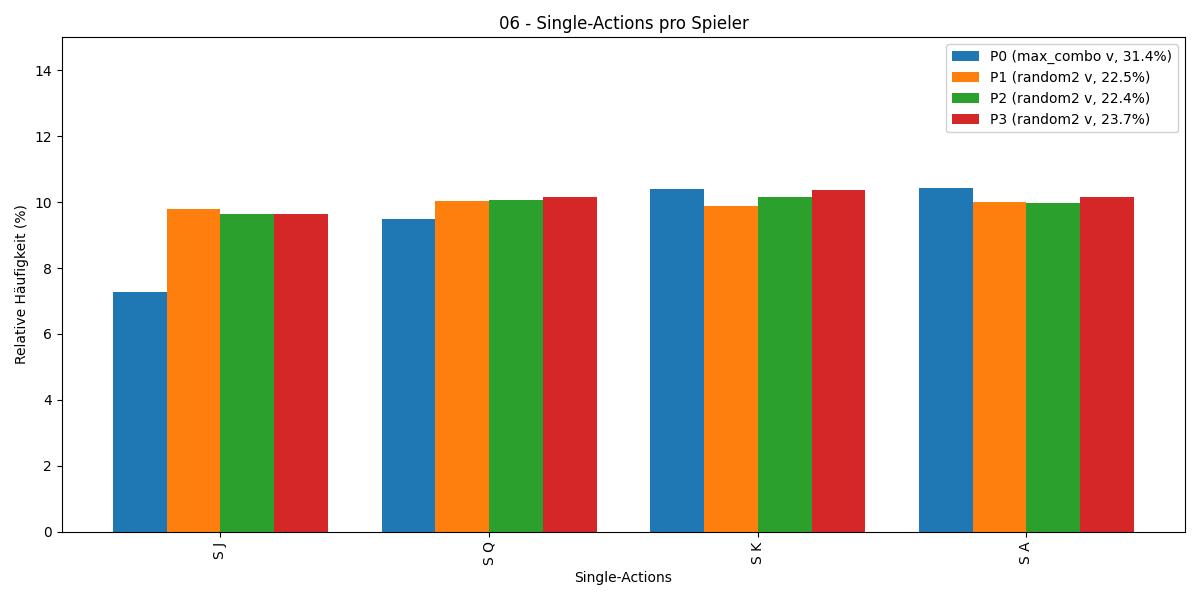 06 - Single-Actions pro Spieler
P0 (max_combo v, 31.4%)
P1 (random2 v, 22.5%)
P2 (random2 v, 22.4%)
P3 (random2 v, 23.7%)
Relative Häufigkeit (%)
14
12
10
8
6
4
2
0
S J
S Q
S K
S A
Single-Actions